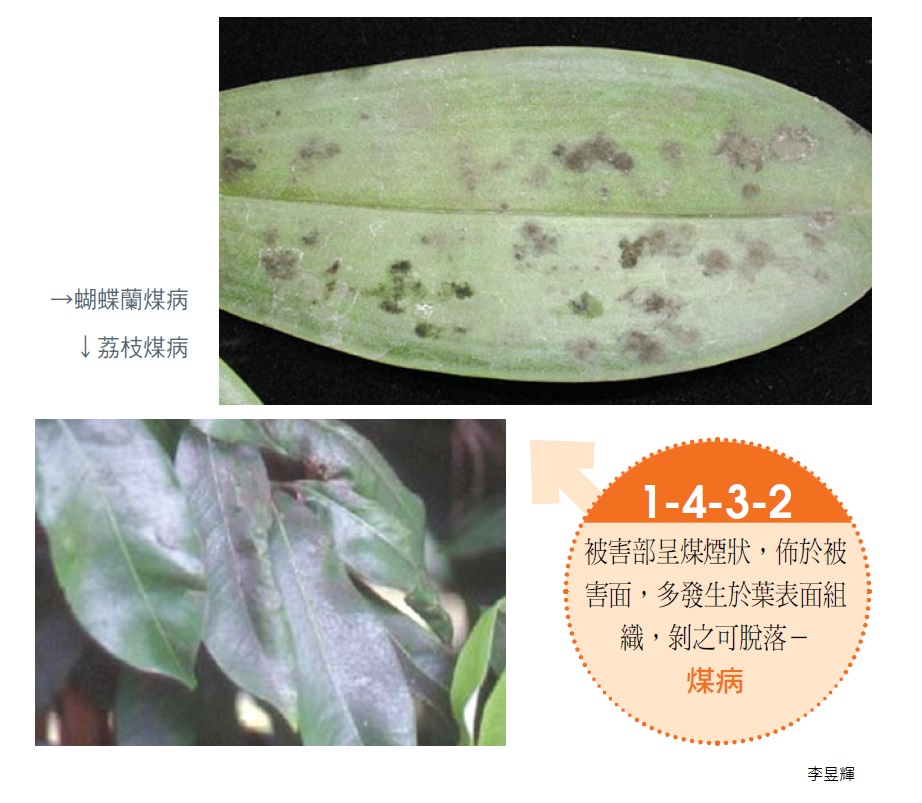 →蝴蝶蘭煤病
↓荔枝煤病
1-4-3-2
被害部呈煤煙狀，佈於被
害面，多發生於葉表面組
織，剝之可脫落－
煤病
李昱輝